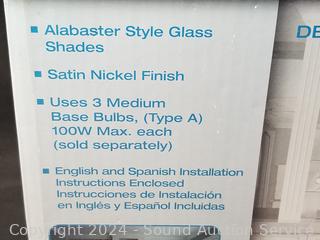 ▪ Alabaster Style Glass
Shades
▪ Satin Nickel Finish
▪ Uses 3 Medium
Base Bulbs, (Type A)
100W Max. each
(sold separately)
▪ English and Spanish Installation
Instructions Enclosed
Instrucciones de Instalación
en Inglés y Español Incluidas
DE
Copyright 2024 - Sound Auction Service